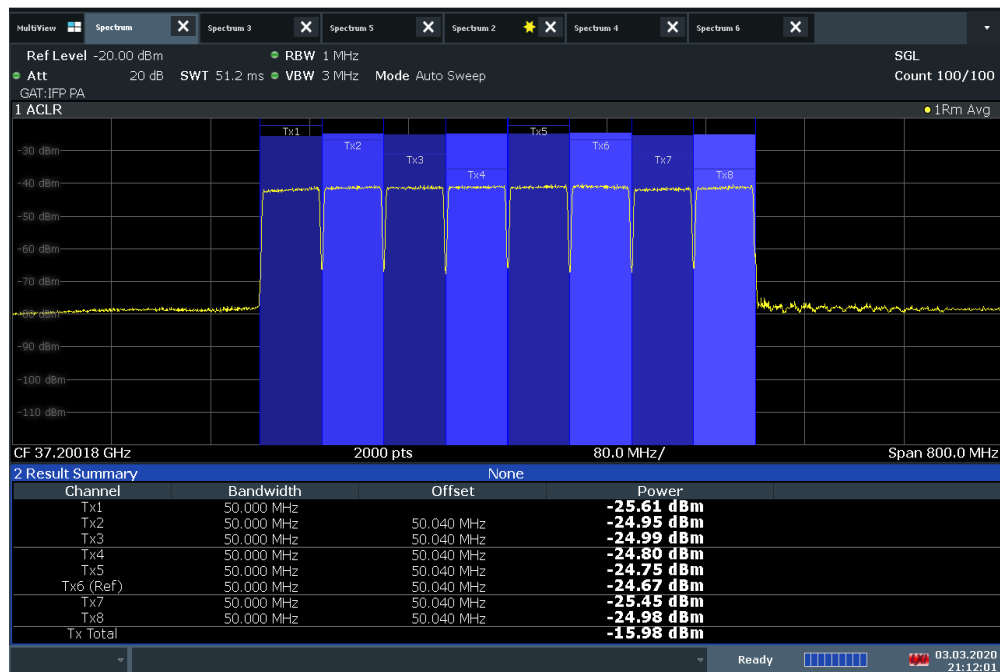 MultiView Spectrum Spectrum 3 Spectrum 5 Spectrum 2 Spectrum 4 Spectrum 6
Ref Level -20.00 dBm RBW 1 MHz SGL
Att 20 dB SWT 51.2 ms VBW 3 MHz Mode Auto Sweep Count 100/100
GAT:IFP PA
1 ACLR 1Rm Avg
Tx1 Tx5
Tx2 Tx6
-30 dBm
Tx3 Tx7
Tx4 Tx8
-40 dBm
-50 dBm
-60 dBm
-70 dBm
-80 dBm
-90 dBm
-100 dBm
-110 dBm
CF 37.20018 GHz 2000 pts 80.0 MHz/ Span 800.0 MHz
2 Result Summary None
Channel Bandwidth Offset Power
Tx1 50.000 MHz -25.61 dBm
Tx2 50.000 MHz 50.040 MHz -24.95 dBm
Tx3 50.000 MHz 50.040 MHz -24.99 dBm
Tx4 50.000 MHz 50.040 MHz -24.80 dBm
Tx5 50.000 MHz 50.040 MHz -24.75 dBm
Tx6 (Ref) 50.000 MHz 50.040 MHz -24.67 dBm
Tx7 50.000 MHz 50.040 MHz -25.45 dBm
Tx8 50.000 MHz 50.040 MHz -24.98 dBm
Tx Total -15.98 dBm
Ready 03.03.2020
21:12:01